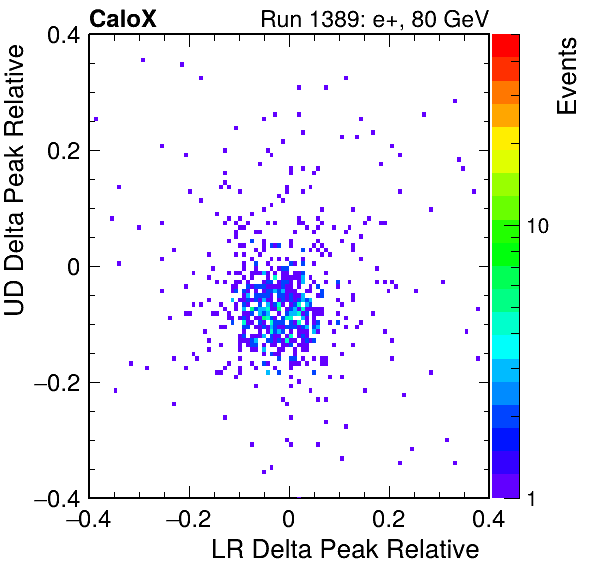 CaloX Run 1389: e+, 80 GeV
UD Delta Peak Relative
0.4
0.2
0
−0.2
−0.4
−0.4 −0.2 0 0.2 0.4
LR Delta Peak Relative
Events
10
1